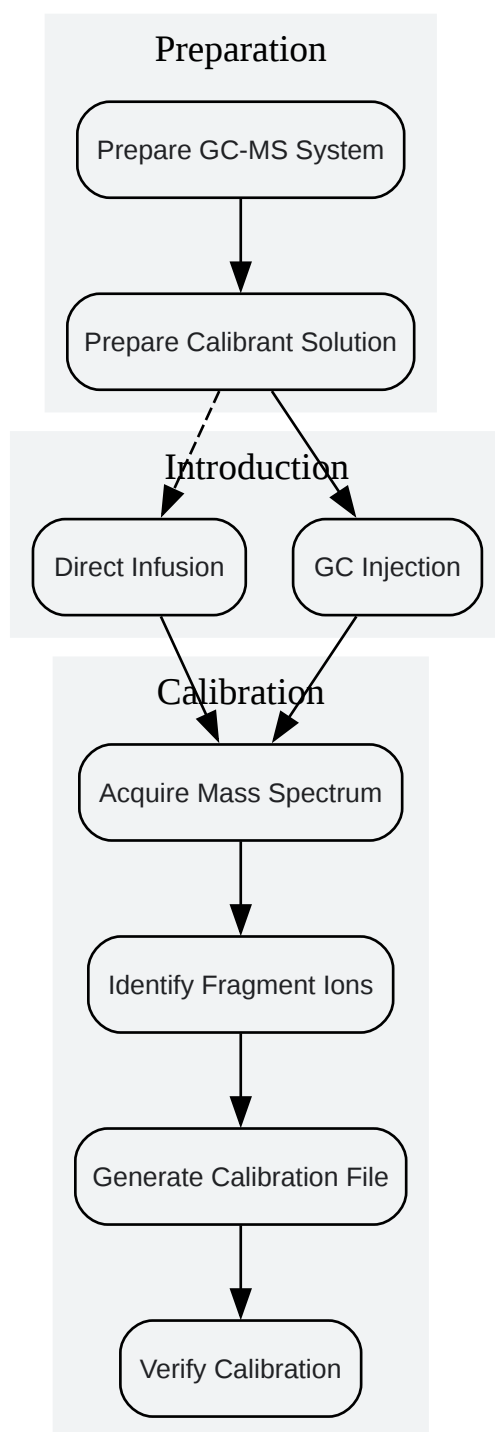 Preparation
Prepare GC-MS System
Prepare Calibrant Solution
Introduction
Direct Infusion
GC Injection
Calibration
Acquire Mass Spectrum
Identify Fragment Ions
Generate Calibration File
Verify Calibration